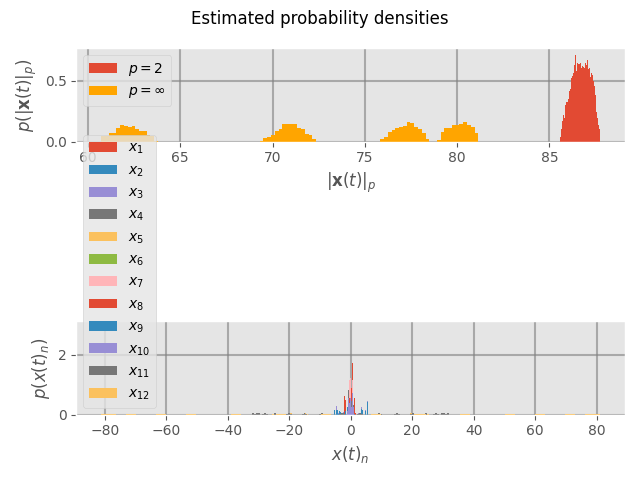 Estimated probability densities
p(|x(t)|_p)
0.5
0.0
p = 2
p = ∞
60 65 70 75 80 85
|x(t)|_p
x_1
x_2
x_3
x_4
x_5
x_6
x_7
x_8
x_9
x_10
x_11
x_12
p(x(t)_n)
2
0
−80 −60 −40 −20 0 20 40 60 80
x(t)_n